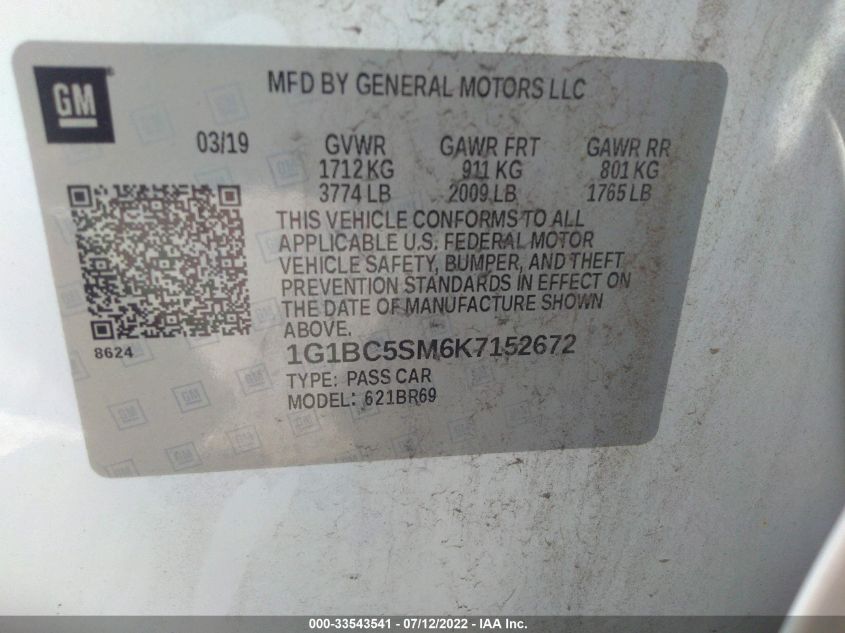 GM
MFD BY GENERAL MOTORS LLC
03/19 GVWR GAWR FRT GAWR RR
1712 KG 911 KG 801 KG
3774 LB 2009 LB 1765 LB
THIS VEHICLE CONFORMS TO ALL
APPLICABLE U.S. FEDERAL MOTOR
VEHICLE SAFETY, BUMPER, AND THEFT
PREVENTION STANDARDS IN EFFECT ON
THE DATE OF MANUFACTURE SHOWN
ABOVE.
8624
1G1BC5SM6K7152672
TYPE: PASS CAR
MODEL: 621BR69
000-33543541 - 07/12/2022 - IAA Inc.